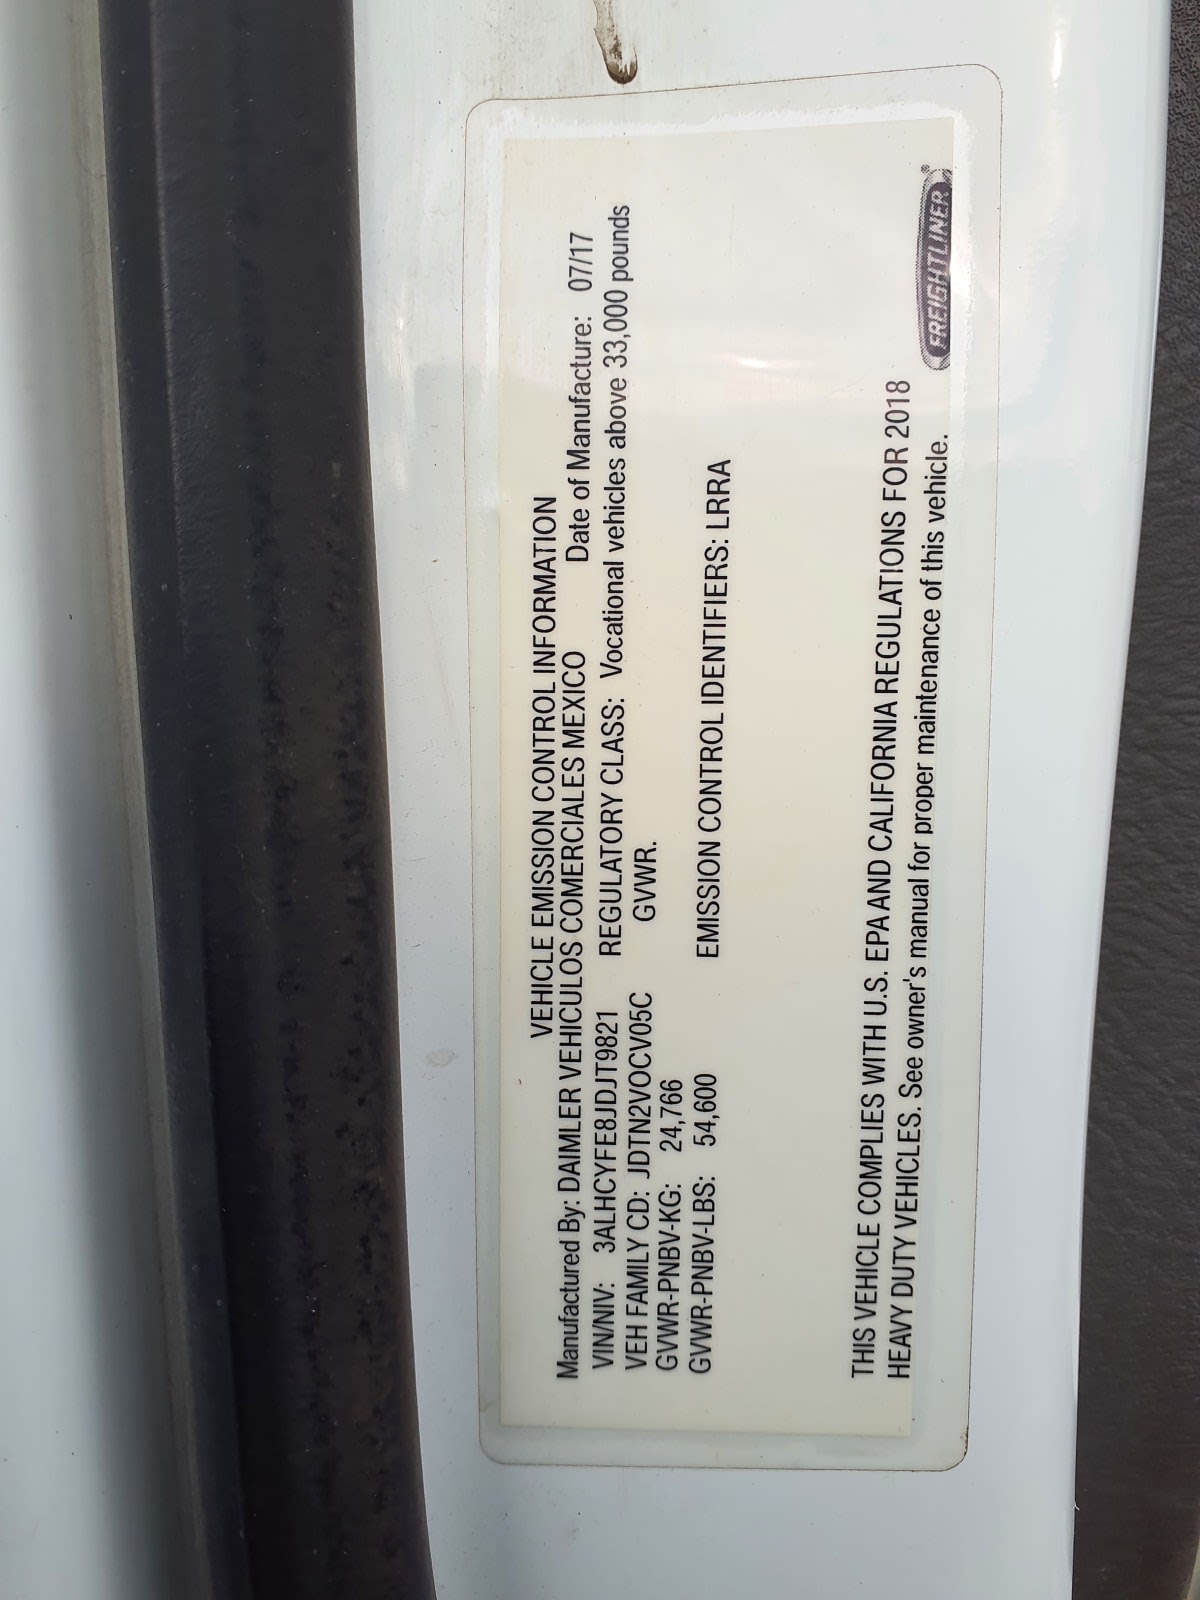 VEHICLE EMISSION CONTROL INFORMATION
Manufactured By: DAIMLER VEHICULOS COMERCIALES MEXICO Date of Manufacture: 07/17
VIN/NIV: 3ALHCYFE8JDJT9821 REGULATORY CLASS: Vocational vehicles above 33,000 pounds
VEH FAMILY CD: JDTN2VOCV05C GVWR.
GVWR-PNBV-KG: 24,766
GVWR-PNBV-LBS: 54,600 EMISSION CONTROL IDENTIFIERS: LRRA
THIS VEHICLE COMPLIES WITH U.S. EPA AND CALIFORNIA REGULATIONS FOR 2018
HEAVY DUTY VEHICLES. See owner's manual for proper maintenance of this vehicle.
FREIGHTLINER